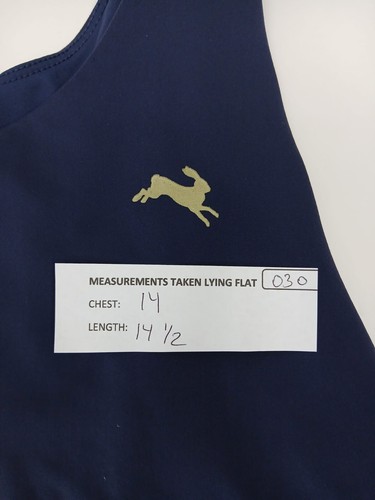 MEASUREMENTS TAKEN LYING FLAT 030
CHEST: 14
LENGTH: 14 1/2